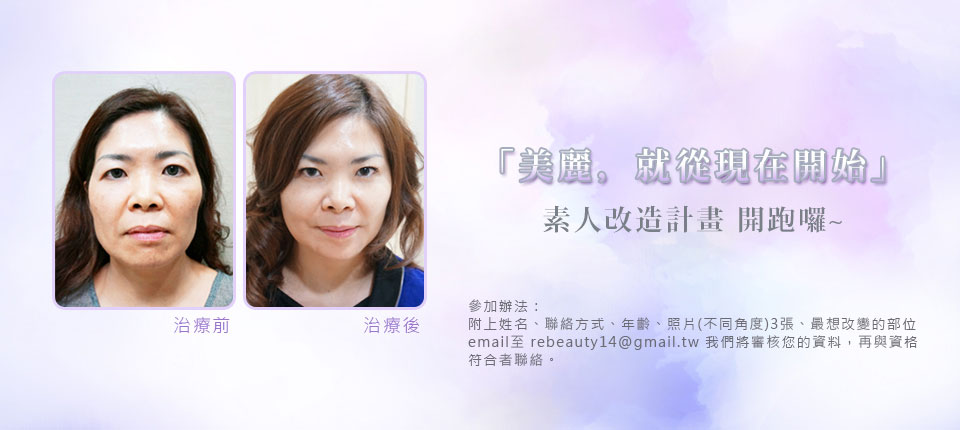 「美麗，就從現在開始」
素人改造計畫 開跑囉~
治療前
治療後
參加辦法：
附上姓名、聯絡方式、年齡、照片(不同角度)3張、最想改變的部位
email至 rebeauty14@gmail.tw 我們將審核您的資料，再與資格
符合者聯絡。